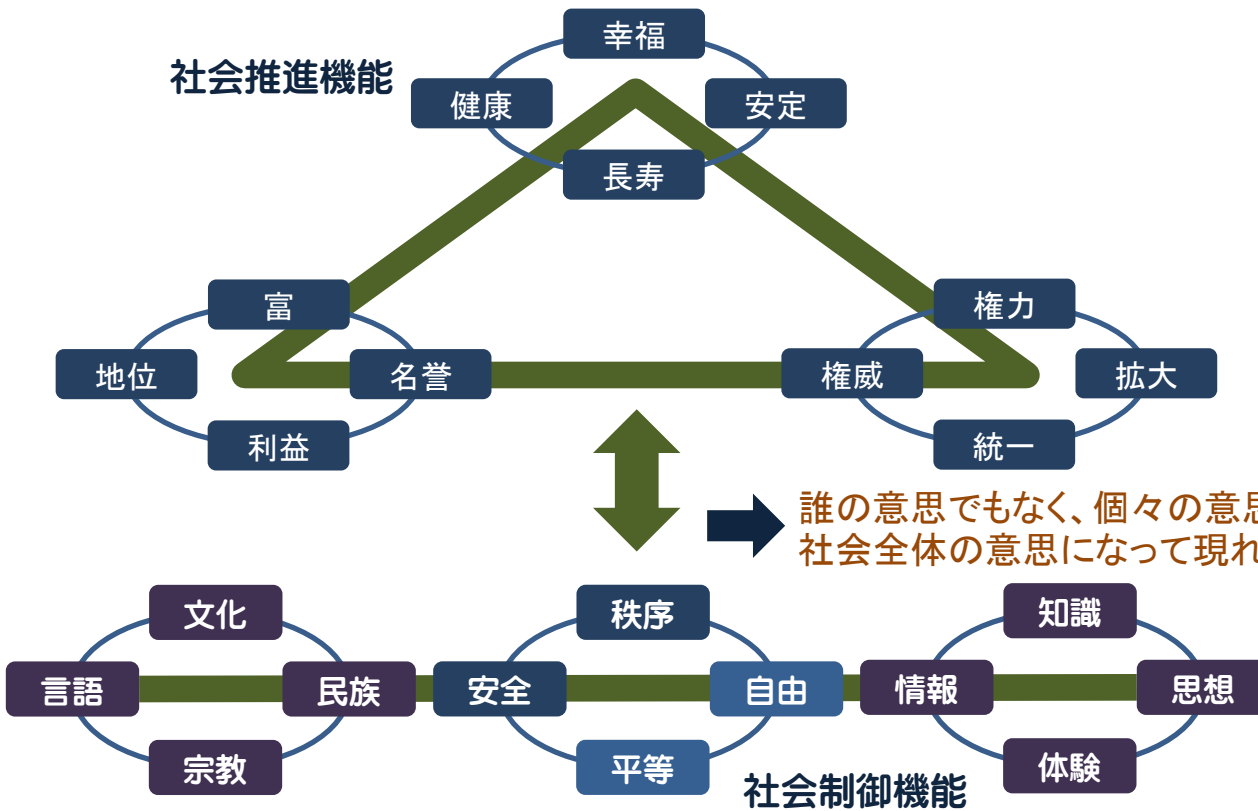 社会推進機能
幸福
健康
安定
長寿
富
地位
名誉
利益
権力
権威
拡大
統一
誰の意思でもなく、個々の意思
社会全体の意思になって現れ
文化
言語
民族
宗教
秩序
安全
自由
平等
知識
情報
思想
体験
社会制御機能